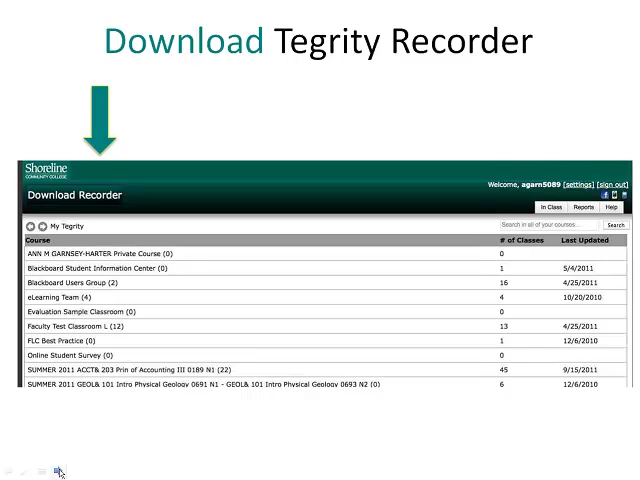 Download Tegrity Recorder
Shoreline
COMMUNITY COLLEGE
Welcome, agarn5089 [settings] [sign out]
Download Recorder
In Class Reports Help
My Tegrity Search in all of your courses... Search
Course # of Classes Last Updated
ANN M GARNSEY-HARTER Private Course (0) 0
Blackboard Student Information Center (0) 1 5/4/2011
Blackboard Users Group (2) 16 4/25/2011
eLearning Team (4) 4 10/20/2010
Evaluation Sample Classroom (0) 0
Faculty Test Classroom L (12) 13 4/25/2011
FLC Best Practice (0) 1 12/6/2010
Online Student Survey (0) 0
SUMMER 2011 ACCT& 203 Prin of Accounting III 0189 N1 (22) 45 9/15/2011
SUMMER 2011 GEOL& 101 Intro Physical Geology 0691 N1 - GEOL& 101 Intro Physical Geology 0693 N2 (0) 6 12/6/2010